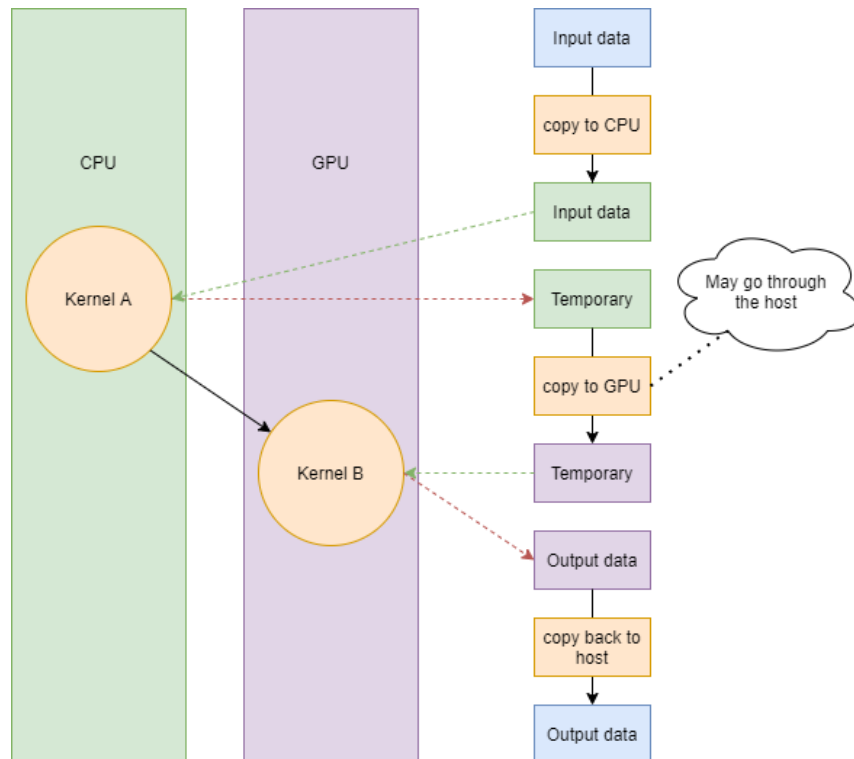 Input data
copy to CPU
CPU
GPU
Input data
Kernel A
Temporary
May go through
the host
copy to GPU
Kernel B
Temporary
Output data
copy back to
host
Output data